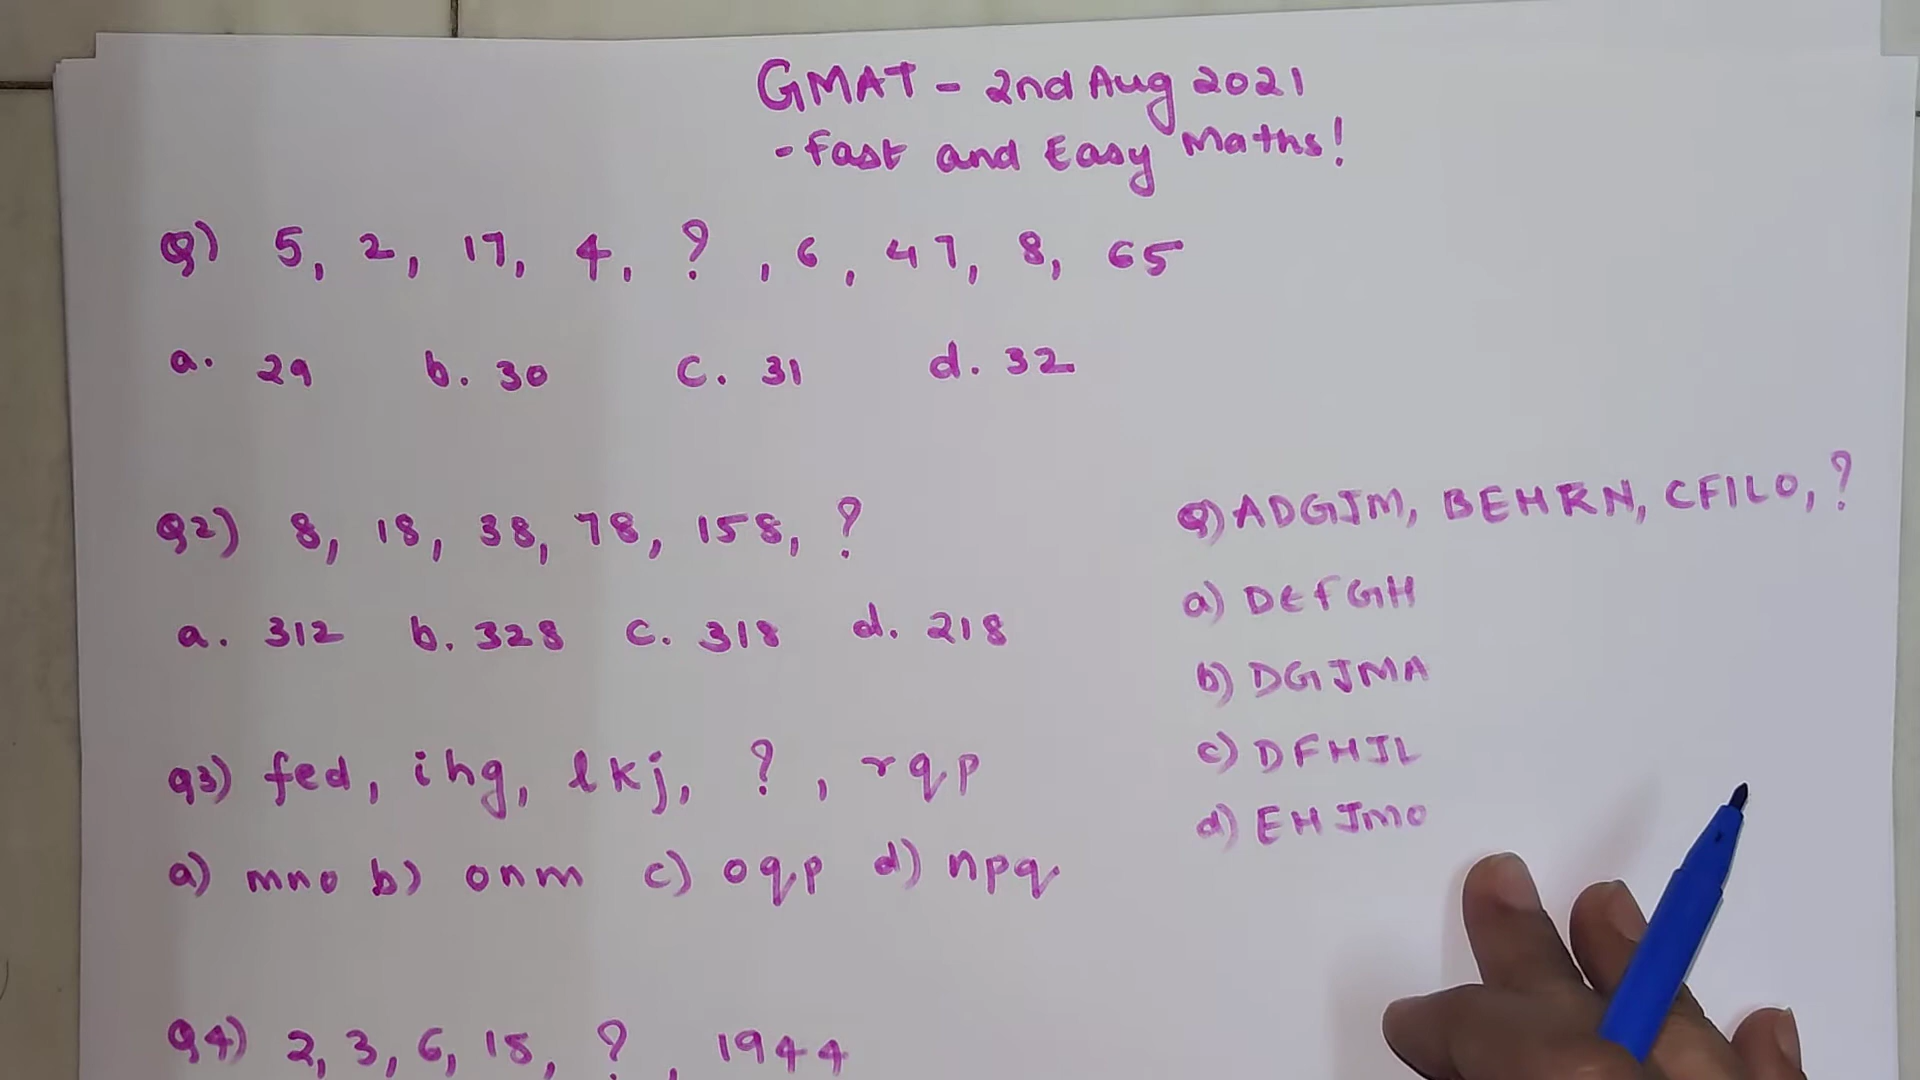 GMAT - 2nd Aug 2021
- Fast and Easy Maths!
Q) 5, 2, 17, 4, ?, 6, 47, 8, 65
a. 29 b. 30 c. 31 d. 32
Q2) 8, 18, 38, 78, 158, ?
a. 312 b. 328 c. 318 d. 218
Q3) fed, ihg, lkj, ?, rqp
a) mno b) onm c) oqp d) npq
Q4) 2, 3, 6, 18, ?, 1944
Q) ADGJM, BEHKN, CFILO, ?
a) DEFGH
b) DGJMA
c) DFHJL
d) EHJMO